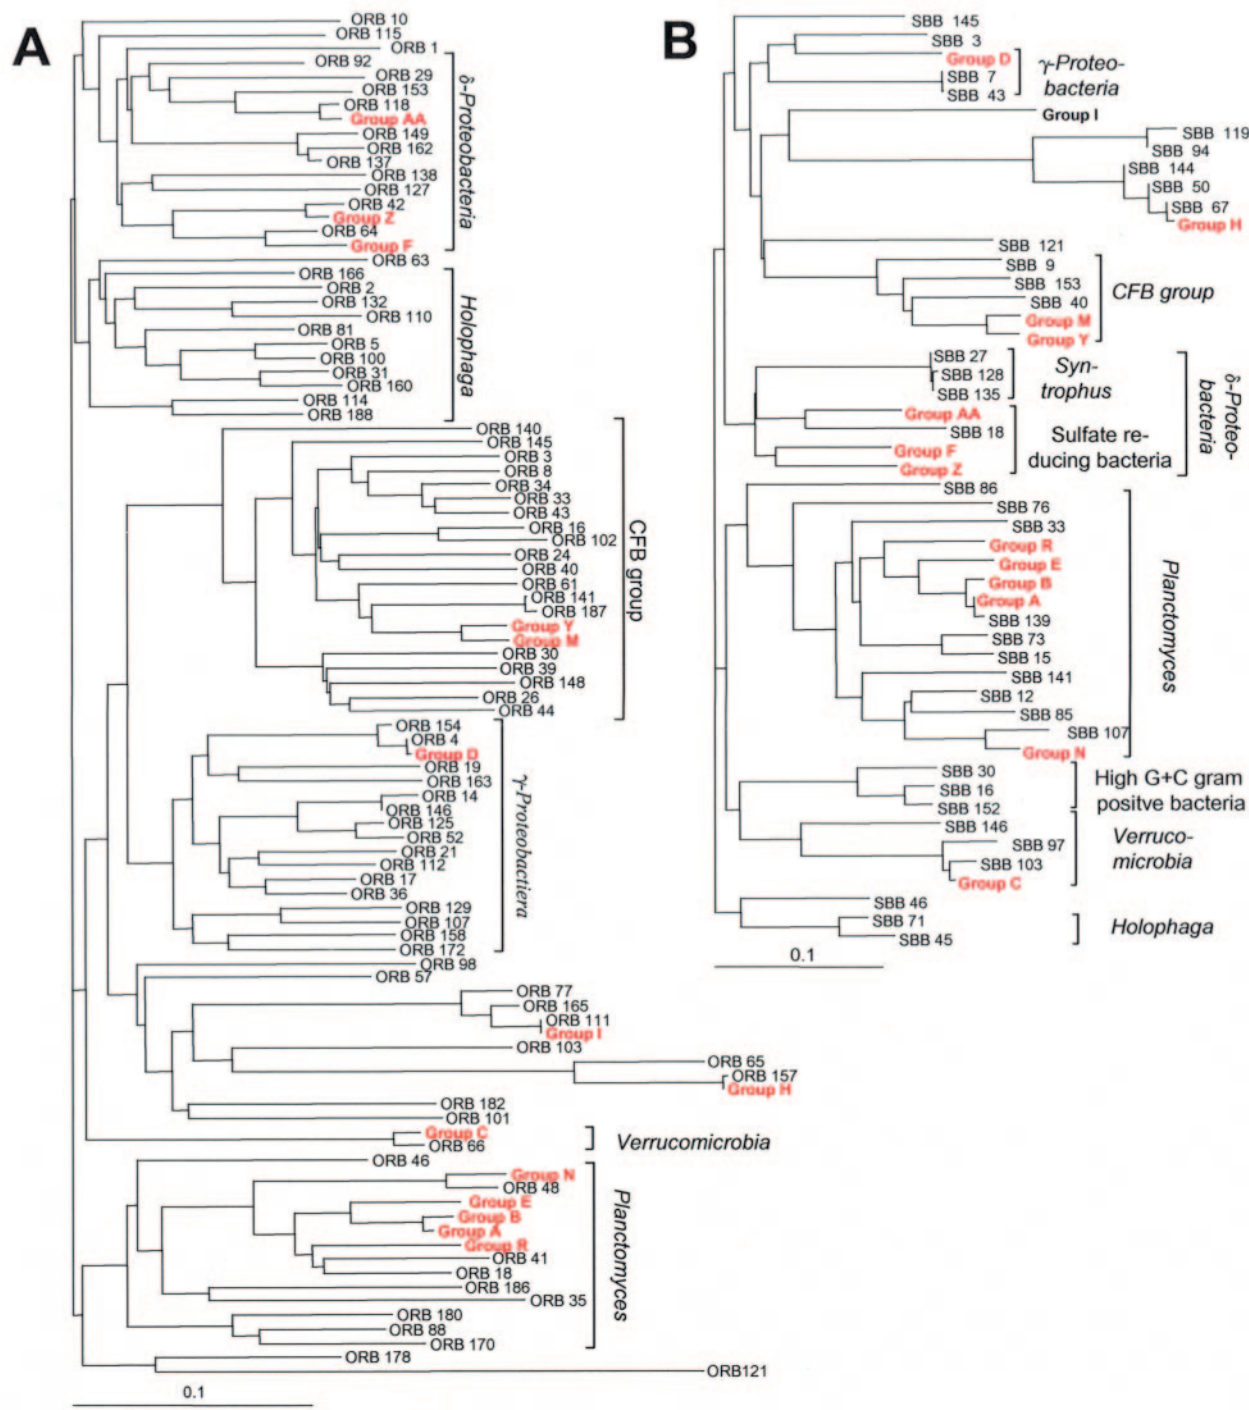 A
ORB 10
ORB 115
ORB 1
ORB 92
ORB 29
ORB 153
ORB 118
Group AA
ORB 149
ORB 162
ORB 137
ORB 138
ORB 127
ORB 42
Group Z
ORB 64
Group F
δ-Proteobacteria
ORB 63
ORB 166
ORB 2
ORB 132
ORB 110
ORB 81
ORB 5
ORB 100
ORB 31
ORB 160
ORB 114
ORB 188
Holophaga
ORB 140
ORB 145
ORB 3
ORB 8
ORB 34
ORB 33
ORB 43
ORB 16
ORB 102
ORB 24
ORB 40
ORB 61
ORB 141
ORB 187
Group Y
Group M
ORB 30
ORB 39
ORB 148
ORB 26
ORB 44
CFB group
ORB 154
ORB 4
Group D
ORB 19
ORB 163
ORB 14
ORB 146
ORB 125
ORB 52
ORB 21
ORB 112
ORB 17
ORB 36
ORB 129
ORB 107
ORB 158
ORB 172
γ-Proteobactiera
ORB 98
ORB 57
ORB 77
ORB 165
ORB 111
Group I
ORB 103
ORB 65
ORB 157
Group H
ORB 182
ORB 101
Group C
ORB 66
Verrucomicrobia
ORB 46
Group N
ORB 48
Group E
Group B
Group A
Group R
ORB 41
ORB 18
ORB 186
ORB 35
ORB 180
ORB 88
ORB 170
Planctomyces
ORB 178
ORB121
0.1
B
SBB 145
SBB 3
Group D
SBB 7
SBB 43
γ-Proteo-
bacteria
Group I
SBB 119
SBB 94
SBB 144
SBB 50
SBB 67
Group H
SBB 121
SBB 9
SBB 153
SBB 40
Group M
Group Y
CFB group
SBB 27
SBB 128
SBB 135
Syn-
trophus
Group AA
SBB 18
Group F
Group Z
Sulfate re-
ducing bacteria
δ-Proteo-
bacteria
SBB 86
SBB 76
SBB 33
Group R
Group E
Group B
Group A
SBB 139
SBB 73
SBB 15
SBB 141
SBB 12
SBB 85
SBB 107
Group N
Planctomyces
SBB 30
SBB 16
SBB 152
High G+C gram
positve bacteria
SBB 146
SBB 97
SBB 103
Group C
Verruco-
microbia
SBB 46
SBB 71
SBB 45
Holophaga
0.1